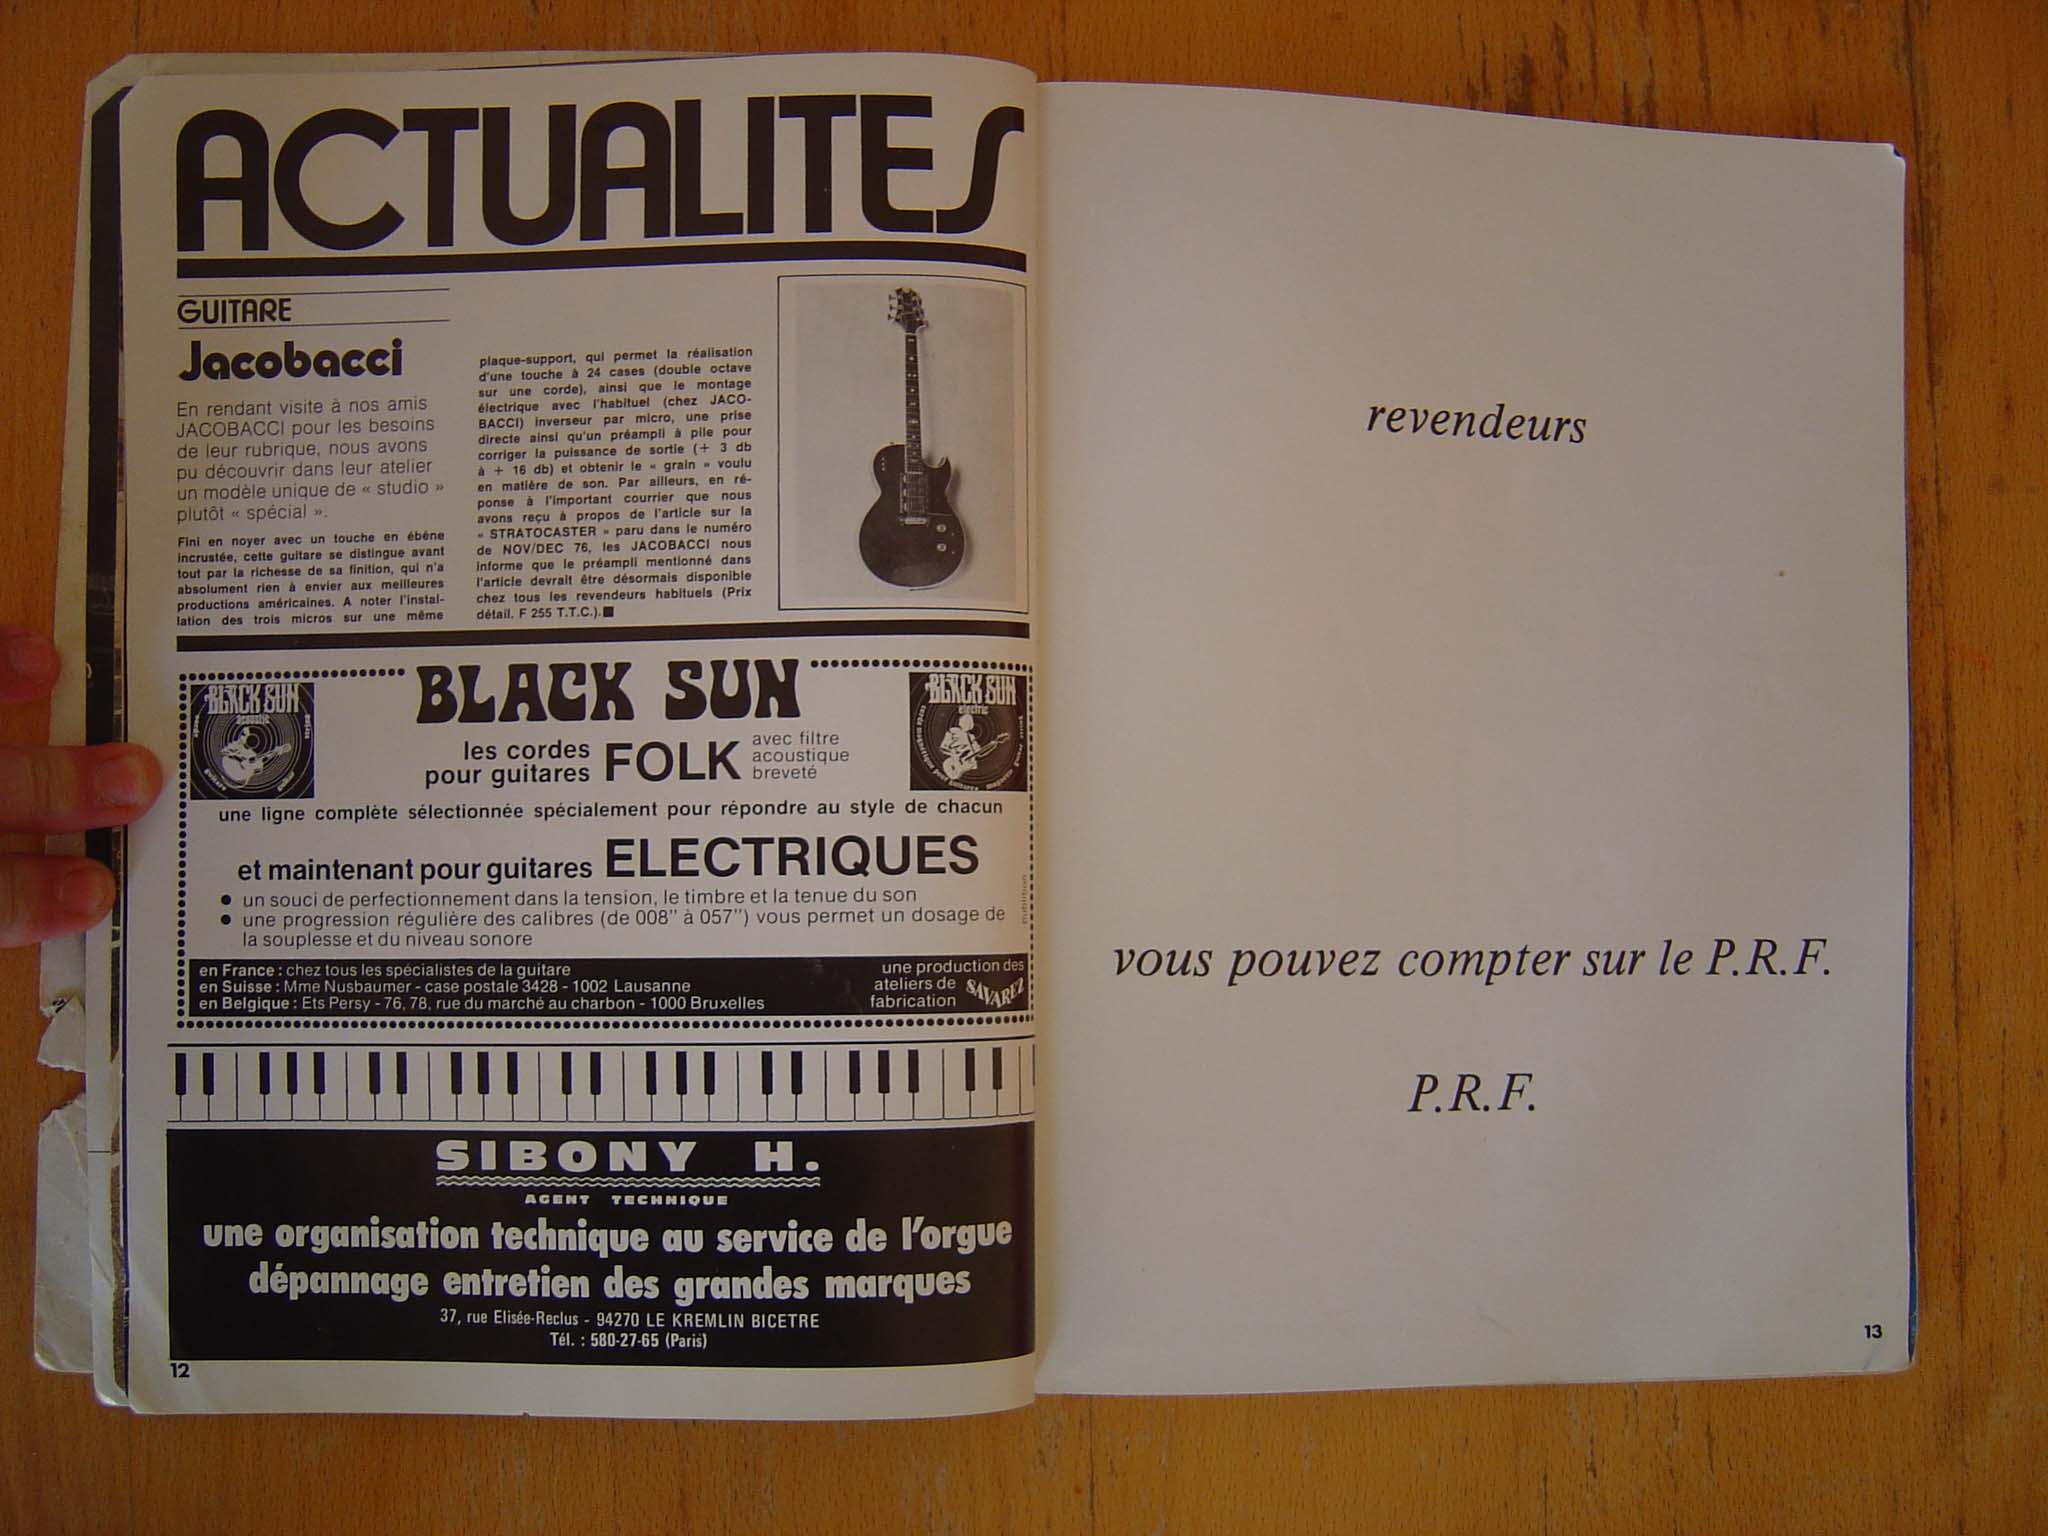 ACTUALITES
GUITARE
Jacobacci
En rendant visite à nos amis
JACOBACCI pour les besoins
de leur rubrique, nous avons
pu découvrir dans leur atelier
un modèle unique de « studio »
plutôt « spécial ».
Fini en noyer avec un touche en ébène
incrustée, cette guitare se distingue avant
tout par la richesse de sa finition, qui n'a
absolument rien à envier aux meilleures
productions américaines. A noter l'instal-
lation des trois micros sur une même
plaque-support, qui permet la réalisation
d'une touche à 24 cases (double octave
sur une corde), ainsi que le montage
électrique avec l'habituel (chez JACO-
BACCI) inverseur par micro, une prise
directe ainsi qu'un préampli à pile pour
corriger la puissance de sortie (+ 3 db
à + 16 db) et obtenir le « grain » voulu
en matière de son. Par ailleurs, en ré-
ponse à l'important courrier que nous
avons reçu à propos de l'article sur la
« STRATOCASTER » paru dans le numéro
de NOV/DEC 76, les JACOBACCI nous
informe que le préampli mentionné dans
l'article devrait être désormais disponible
chez tous les revendeurs habituels (Prix
détail. F 255 T.T.C.).
BLACK SUN
acoustic
BLACK SUN
BLACK SUN
electric
les cordes
pour guitares FOLK
avec filtre
acoustique
breveté
une ligne complète sélectionnée spécialement pour répondre au style de chacun
et maintenant pour guitares ELECTRIQUES
• un souci de perfectionnement dans la tension, le timbre et la tenue du son
• une progression régulière des calibres (de 008" à 057") vous permet un dosage de
la souplesse et du niveau sonore
en France : chez tous les spécialistes de la guitare
en Suisse : Mme Nusbaumer - case postale 3428 - 1002 Lausanne
en Belgique : Ets Persy - 76, 78, rue du marché au charbon - 1000 Bruxelles
une production des
ateliers de
fabrication
SAVAREZ
SIBONY H.
AGENT TECHNIQUE
une organisation technique au service de l'orgue
dépannage entretien des grandes marques
37, rue Elisée-Reclus - 94270 LE KREMLIN BICETRE
Tél. : 580-27-65 (Paris)
12
revendeurs
vous pouvez compter sur le P.R.F.
P.R.F.
13